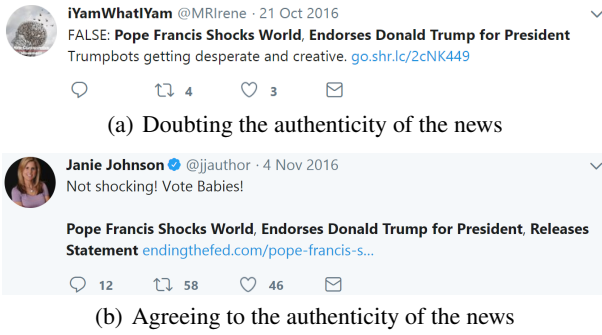 iYamWhatIYam @MRIrene · 21 Oct 2016
FALSE: Pope Francis Shocks World, Endorses Donald Trump for President
Trumpbots getting desperate and creative. go.shr.lc/2cNK449
4 3
(a) Doubting the authenticity of the news
Janie Johnson @jjauthor · 4 Nov 2016
Not shocking! Vote Babies!
Pope Francis Shocks World, Endorses Donald Trump for President, Releases
Statement endingthefed.com/pope-francis-s...
12 58 46
(b) Agreeing to the authenticity of the news